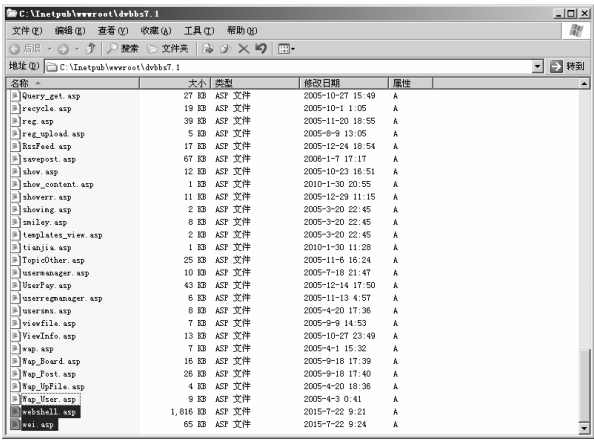 C:\Inetpub\wwwroot\dvbbs7.1
文件(F) 编辑(E) 查看(V) 收藏(A) 工具(T) 帮助(H)
后退 搜索 文件夹
地址(D) C:\Inetpub\wwwroot\dvbbs7.1 转到
名称 大小 类型 修改日期 属性
Query_get.asp 27 KB ASP 文件 2005-10-27 15:49 A
recycle.asp 19 KB ASP 文件 2005-10-1 1:05 A
reg.asp 39 KB ASP 文件 2005-11-20 18:55 A
reg_upload.asp 5 KB ASP 文件 2005-8-9 13:05 A
RssFeed.asp 17 KB ASP 文件 2005-12-24 18:54 A
savepost.asp 67 KB ASP 文件 2006-1-7 17:17 A
show.asp 12 KB ASP 文件 2005-10-23 16:51 A
show_content.asp 1 KB ASP 文件 2010-1-30 20:55 A
showerr.asp 11 KB ASP 文件 2005-12-29 11:15 A
showimg.asp 2 KB ASP 文件 2005-3-20 22:45 A
smiley.asp 8 KB ASP 文件 2005-3-20 22:45 A
templates_view.asp 2 KB ASP 文件 2005-3-20 22:45 A
tianjia.asp 1 KB ASP 文件 2010-1-30 11:28 A
TopicOther.asp 25 KB ASP 文件 2005-11-6 16:24 A
usermanager.asp 10 KB ASP 文件 2005-7-18 21:47 A
UserPay.asp 43 KB ASP 文件 2005-12-14 17:50 A
userregmanager.asp 6 KB ASP 文件 2005-11-13 4:57 A
usersms.asp 8 KB ASP 文件 2005-4-20 17:36 A
viewfile.asp 7 KB ASP 文件 2005-9-9 14:53 A
ViewInfo.asp 13 KB ASP 文件 2005-10-27 23:49 A
wap.asp 7 KB ASP 文件 2005-4-1 15:32 A
Wap_Board.asp 16 KB ASP 文件 2005-9-18 17:39 A
Wap_Post.asp 26 KB ASP 文件 2005-9-18 17:40 A
Wap_UpFile.asp 4 KB ASP 文件 2005-4-20 18:36 A
Wap_User.asp 9 KB ASP 文件 2005-4-3 0:41 A
webshell.asp 1,816 KB ASP 文件 2015-7-22 9:21 A
wei.asp 65 KB ASP 文件 2015-7-22 9:24 A